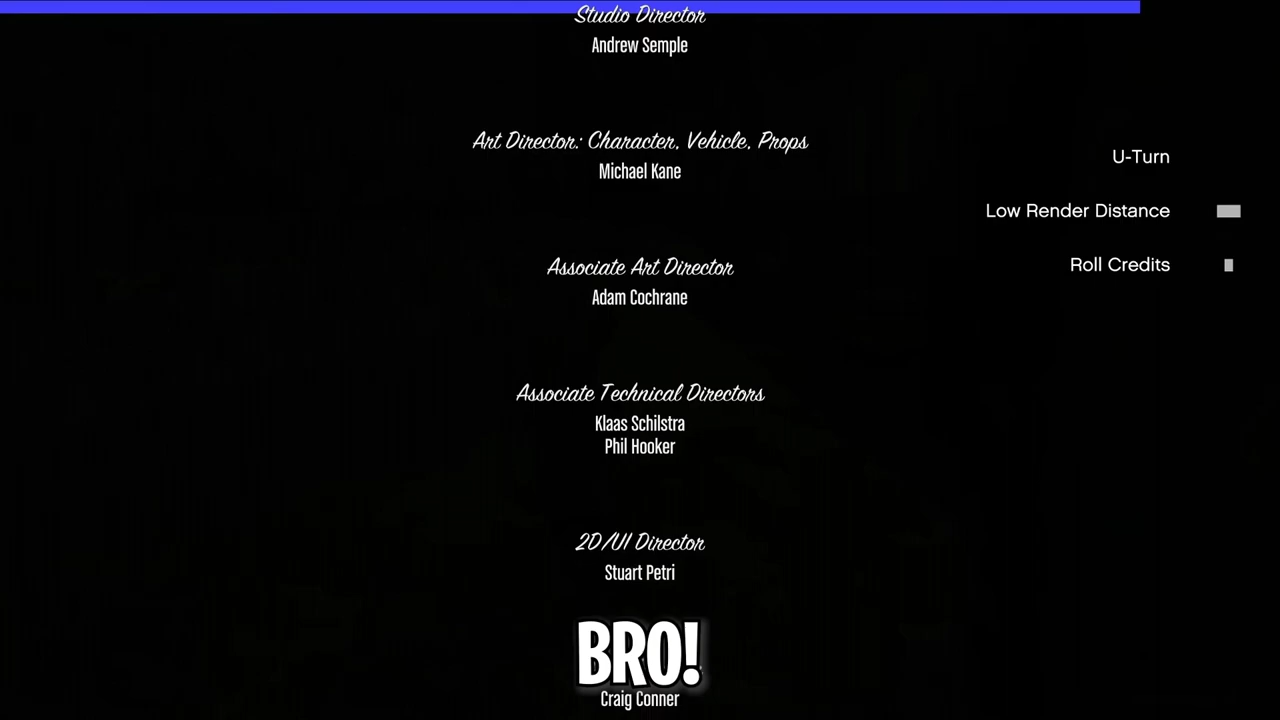 Studio Director
Andrew Semple
Art Director: Character, Vehicle, Props
Michael Kane
U-Turn
Low Render Distance
Roll Credits
Associate Art Director
Adam Cochrane
Associate Technical Directors
Klaas Schilstra
Phil Hooker
2D/UI Director
Stuart Petri
BRO!
Craig Conner